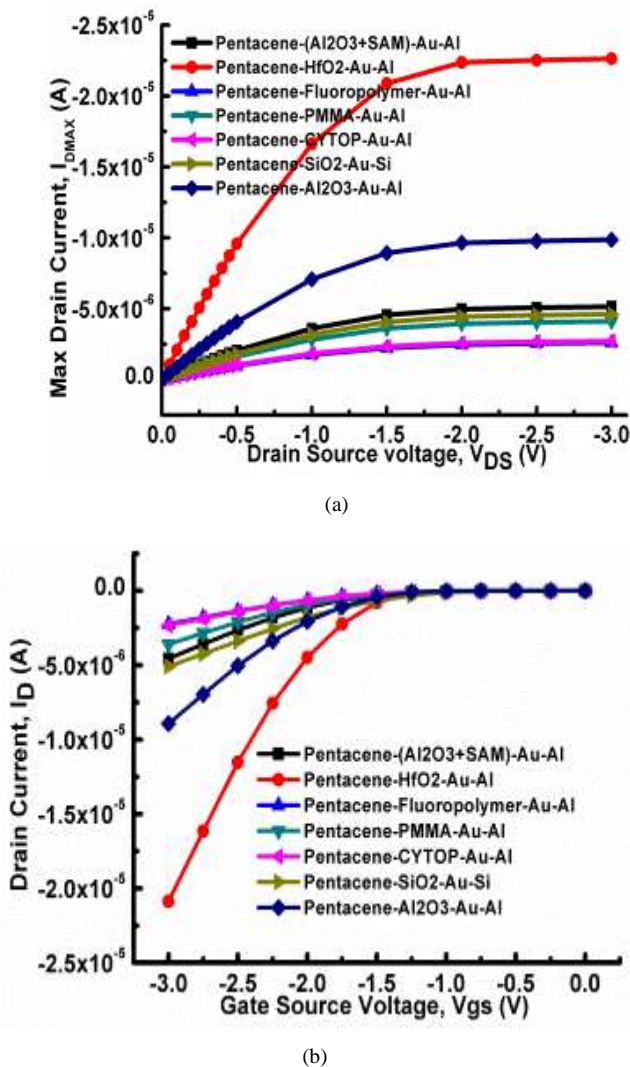 -2.5x10⁻⁵
-2.0x10⁻⁵
-1.5x10⁻⁵
-1.0x10⁻⁵
-5.0x10⁻⁶
0.0
Max Drain Current, I_DMAX (A)
Pentacene-(Al2O3+SAM)-Au-Al
Pentacene-HfO2-Au-Al
Pentacene-Fluoropolymer-Au-Al
Pentacene-PMMA-Au-Al
Pentacene-CYTOP-Au-Al
Pentacene-SiO2-Au-Si
Pentacene-Al2O3-Au-Al
0.0 -0.5 -1.0 -1.5 -2.0 -2.5 -3.0
Drain Source voltage, V_DS (V)
(a)
0.0
-5.0x10⁻⁶
-1.0x10⁻⁵
-1.5x10⁻⁵
-2.0x10⁻⁵
-2.5x10⁻⁵
Drain Current, I_D (A)
Pentacene-(Al2O3+SAM)-Au-Al
Pentacene-HfO2-Au-Al
Pentacene-Fluoropolymer-Au-Al
Pentacene-PMMA-Au-Al
Pentacene-CYTOP-Au-Al
Pentacene-SiO2-Au-Si
Pentacene-Al2O3-Au-Al
-3.0 -2.5 -2.0 -1.5 -1.0 -0.5 0.0
Gate Source Voltage, Vgs (V)
(b)